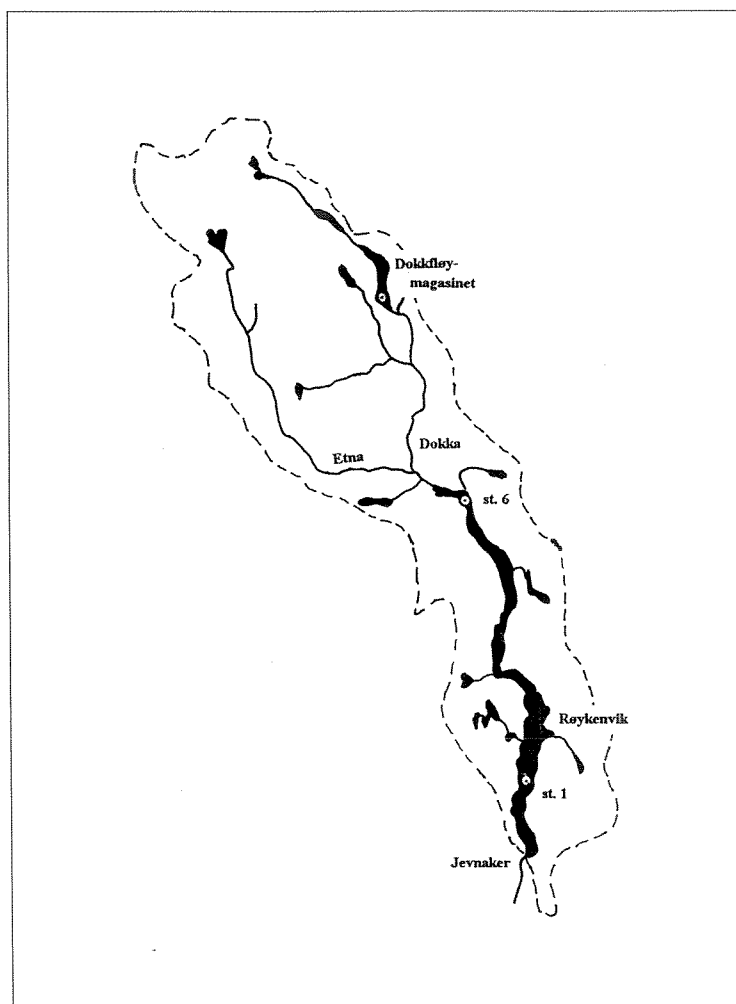 Dokkfløy-
magasinet
Dokka
Etna
st. 6
Røykenvik
st. 1
Jevnaker